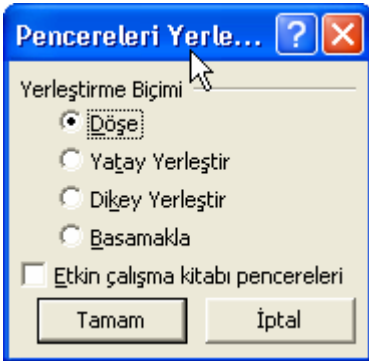 Pencereleri Yerle... ?
Yerleştirme Biçimi
Döşe
Yatay Yerleştir
Dikey Yerleştir
Basamakla
Etkin çalışma kitabı pencereleri
Tamam
İptal